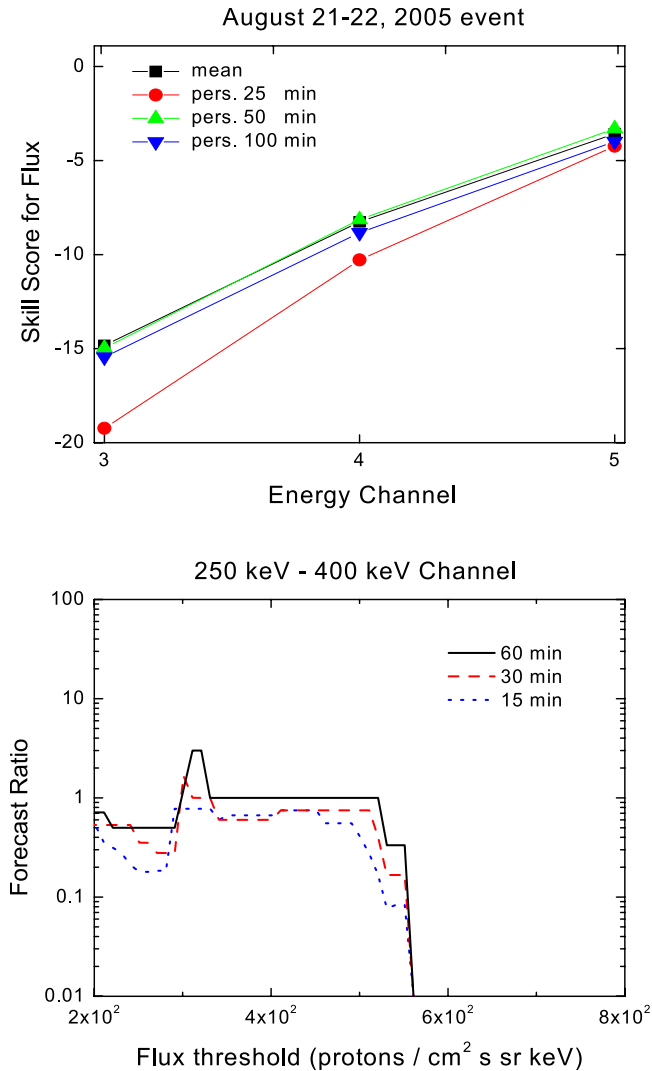 August 21-22, 2005 event
mean
pers. 25 min
pers. 50 min
pers. 100 min
0
-5
-10
-15
-20
Skill Score for Flux
3
4
5
Energy Channel
250 keV - 400 keV Channel
100
10
1
0.1
0.01
Forecast Ratio
60 min
30 min
15 min
2x10²
4x10²
6x10²
8x10²
Flux threshold (protons / cm² s sr keV)